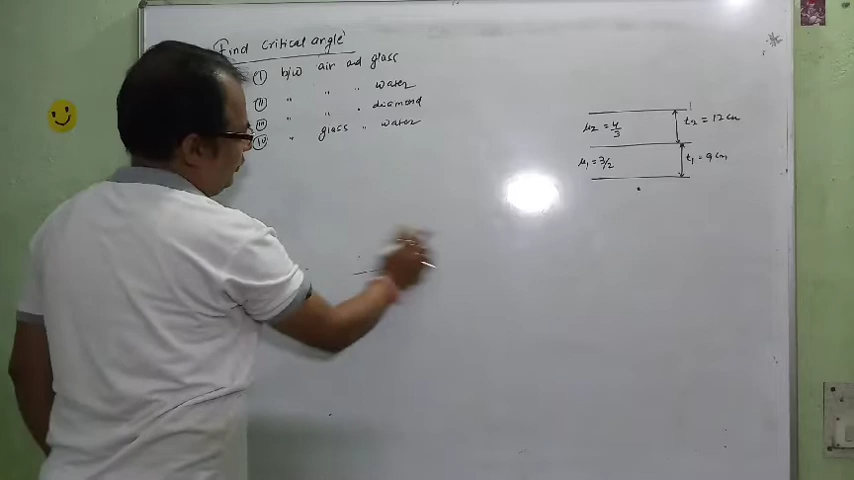 Find critical angle
(i) b/w air and glass
(ii) " " " water
(iii) " " " diamond
(iv) " glass " water
μ2 = 4/3 t2 = 12 cm
μ1 = 3/2 t1 = 9 cm